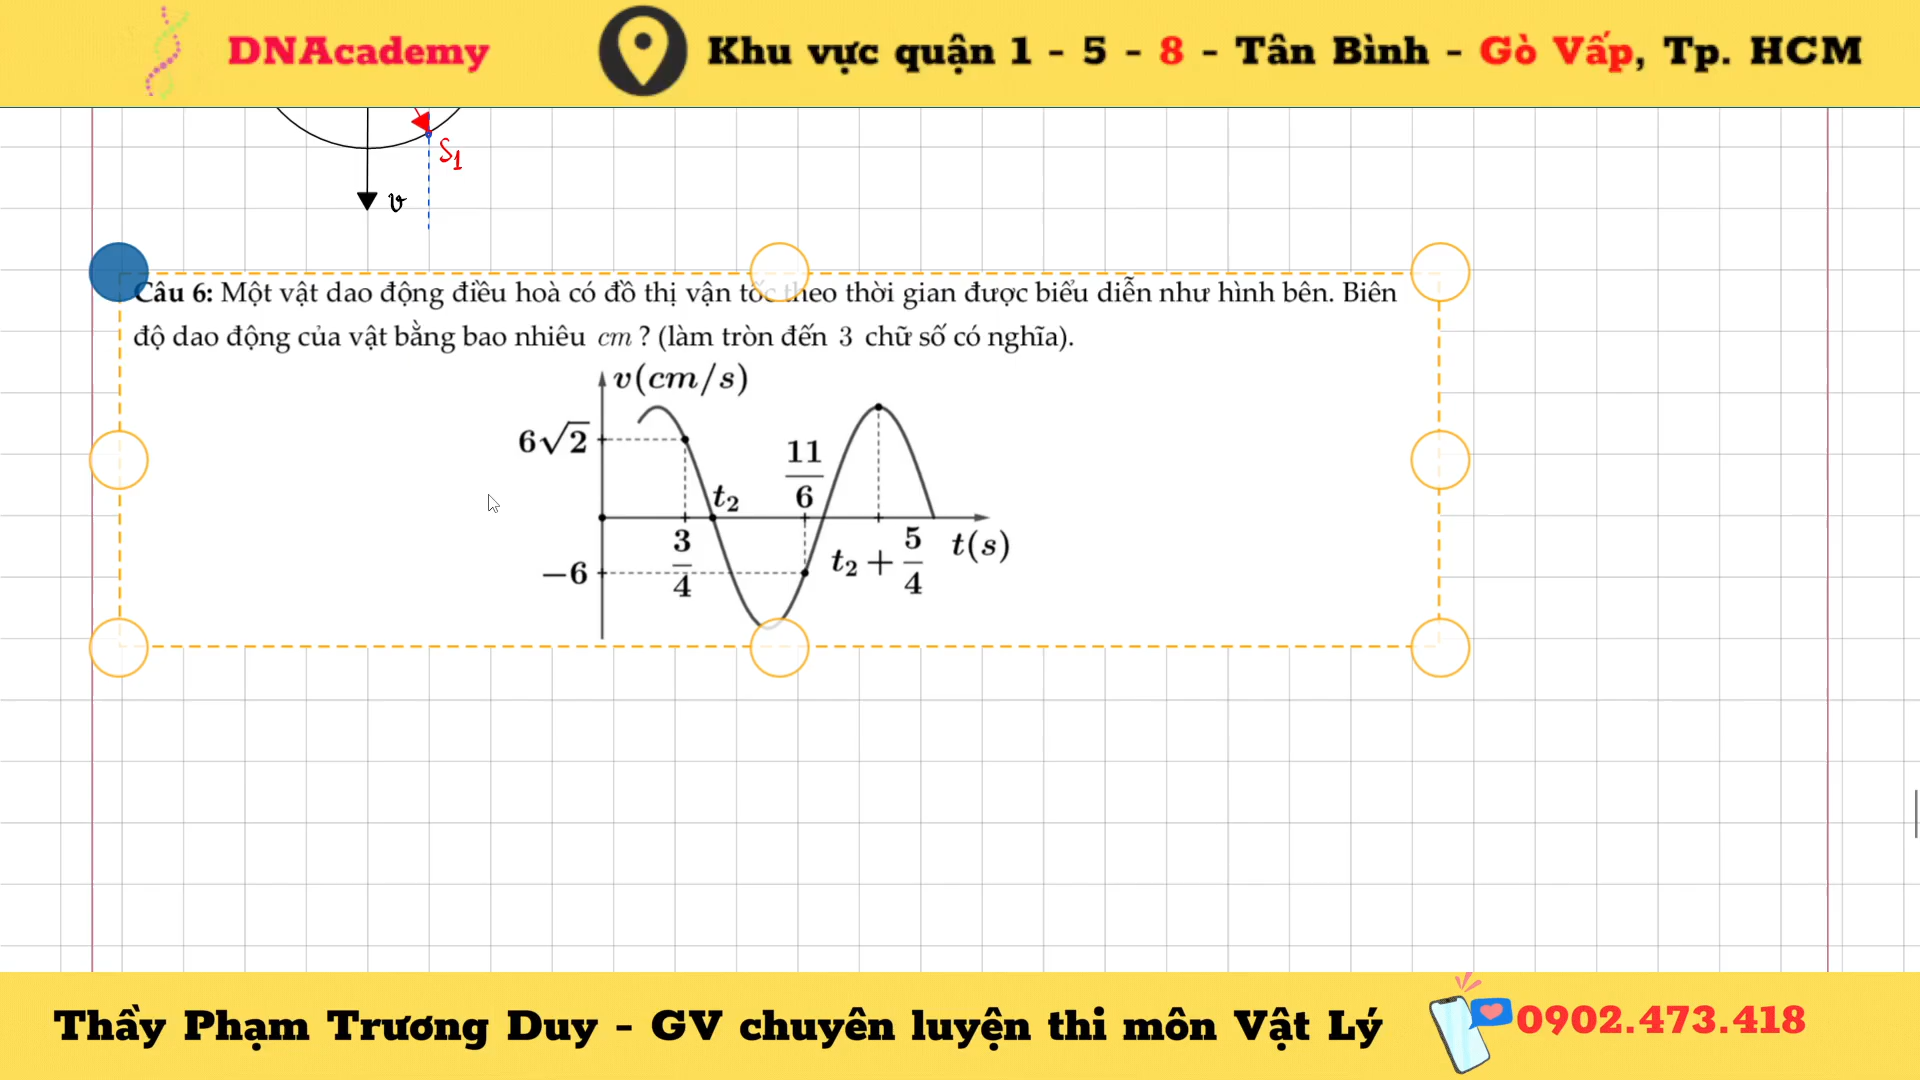 DNAcademy
Khu vực quận 1 - 5 - 8 - Tân Bình - Gò Vấp, Tp. HCM
S1
v
Câu 6: Một vật dao động điều hoà có đồ thị vận tốc theo thời gian được biểu diễn như hình bên. Biên
độ dao động của vật bằng bao nhiêu cm ? (làm tròn đến 3 chữ số có nghĩa).
v(cm/s)
6√2
11/6
t₂
3/4
t₂ + 5/4
t(s)
−6
Thầy Phạm Trương Duy - GV chuyên luyện thi môn Vật Lý
0902.473.418